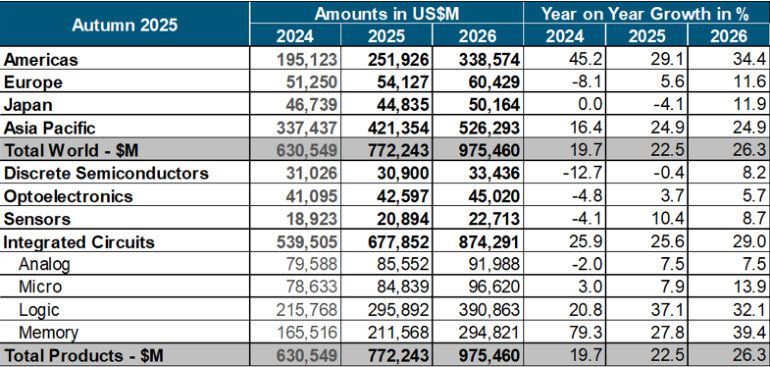 Autumn 2025 Amounts in US$M Year on Year Growth in %
2024 2025 2026 2024 2025 2026
Americas 195,123 251,926 338,574 45.2 29.1 34.4
Europe 51,250 54,127 60,429 -8.1 5.6 11.6
Japan 46,739 44,835 50,164 0.0 -4.1 11.9
Asia Pacific 337,437 421,354 526,293 16.4 24.9 24.9
Total World - $M 630,549 772,243 975,460 19.7 22.5 26.3
Discrete Semiconductors 31,026 30,900 33,436 -12.7 -0.4 8.2
Optoelectronics 41,095 42,597 45,020 -4.8 3.7 5.7
Sensors 18,923 20,894 22,713 -4.1 10.4 8.7
Integrated Circuits 539,505 677,852 874,291 25.9 25.6 29.0
Analog 79,588 85,552 91,988 -2.0 7.5 7.5
Micro 78,633 84,839 96,620 3.0 7.9 13.9
Logic 215,768 295,892 390,863 20.8 37.1 32.1
Memory 165,516 211,568 294,821 79.3 27.8 39.4
Total Products - $M 630,549 772,243 975,460 19.7 22.5 26.3